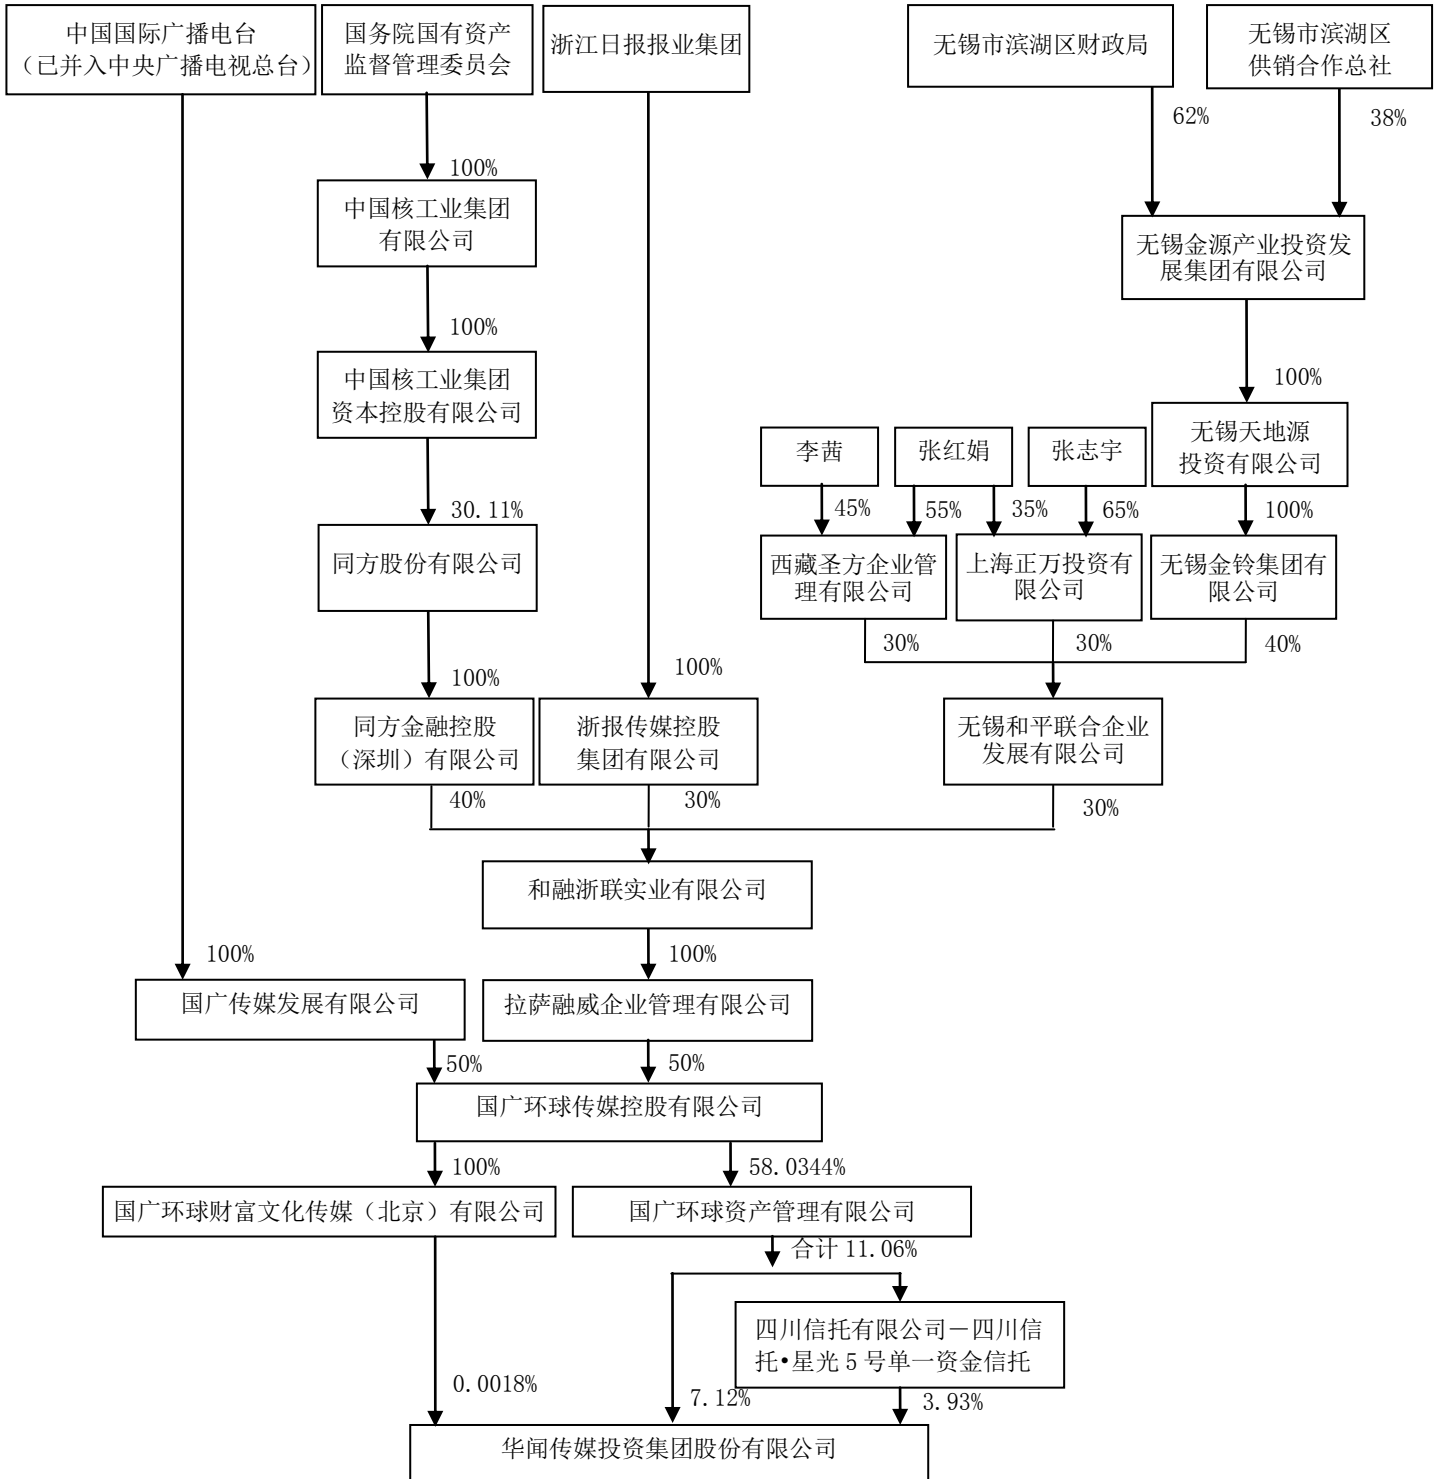 中国国际广播电台
（已并入中央广播电视总台）
国务院国有资产
监督管理委员会
浙江日报报业集团
无锡市滨湖区财政局
无锡市滨湖区
供销合作总社
62%
38%
100%
中国核工业集团
有限公司
无锡金源产业投资发
展集团有限公司
100%
中国核工业集团
资本控股有限公司
100%
无锡天地源
投资有限公司
李茜
张红娟
张志宇
30.11%
45%
55%
35%
65%
100%
同方股份有限公司
西藏圣方企业管
理有限公司
上海正万投资有
限公司
无锡金铃集团有
限公司
30%
30%
40%
100%
100%
同方金融控股
（深圳）有限公司
浙报传媒控股
集团有限公司
无锡和平联合企业
发展有限公司
40%
30%
30%
和融浙联实业有限公司
100%
100%
国广传媒发展有限公司
拉萨融威企业管理有限公司
50%
50%
国广环球传媒控股有限公司
100%
58.0344%
国广环球财富文化传媒（北京）有限公司
国广环球资产管理有限公司
合计 11.06%
四川信托有限公司－四川信
托•星光 5 号单一资金信托
0.0018%
7.12%
3.93%
华闻传媒投资集团股份有限公司